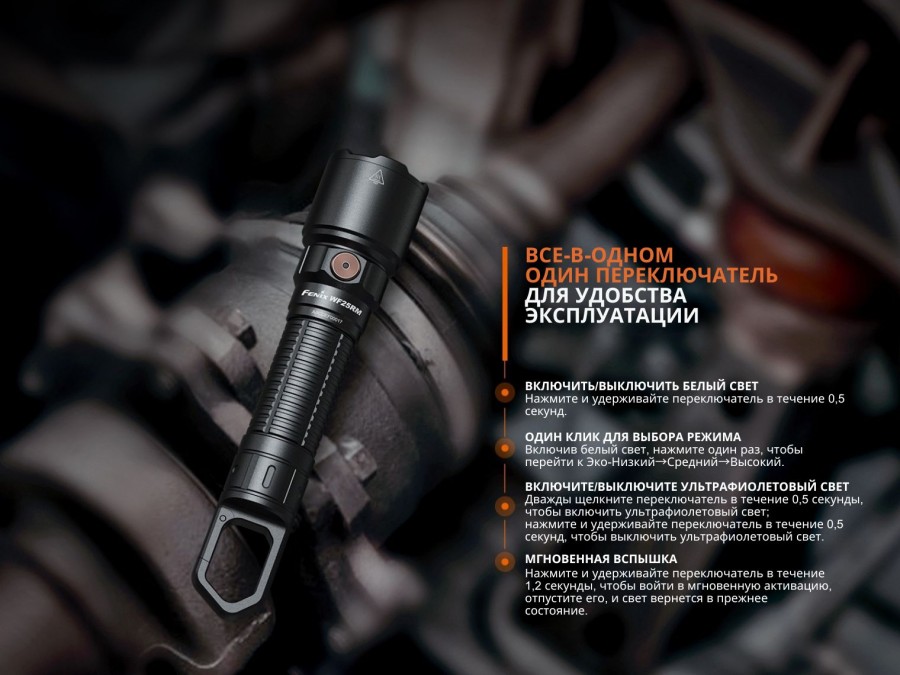 FENIX WF25RM
ВСЕ-В-ОДНОМ
ОДИН ПЕРЕКЛЮЧАТЕЛЬ
ДЛЯ УДОБСТВА
ЭКСПЛУАТАЦИИ
ВКЛЮЧИТЬ/ВЫКЛЮЧИТЬ БЕЛЫЙ СВЕТ
Нажмите и удерживайте переключатель в течение 0,5
секунд.
ОДИН КЛИК ДЛЯ ВЫБОРА РЕЖИМА
Включив белый свет, нажмите один раз, чтобы
перейти к Эко-Низкий→Средний→Высокий.
ВКЛЮЧИТЕ/ВЫКЛЮЧИТЕ УЛЬТРАФИОЛЕТОВЫЙ СВЕТ
Дважды щелкните переключатель в течение 0,5 секунды,
чтобы включить ультрафиолетовый свет;
нажмите и удерживайте переключатель в течение 0,5
секунд, чтобы выключить ультрафиолетовый свет.
МГНОВЕННАЯ ВСПЫШКА
Нажмите и удерживайте переключатель в течение
1,2 секунды, чтобы войти в мгновенную активацию,
отпустите его, и свет вернется в прежнее
состояние.